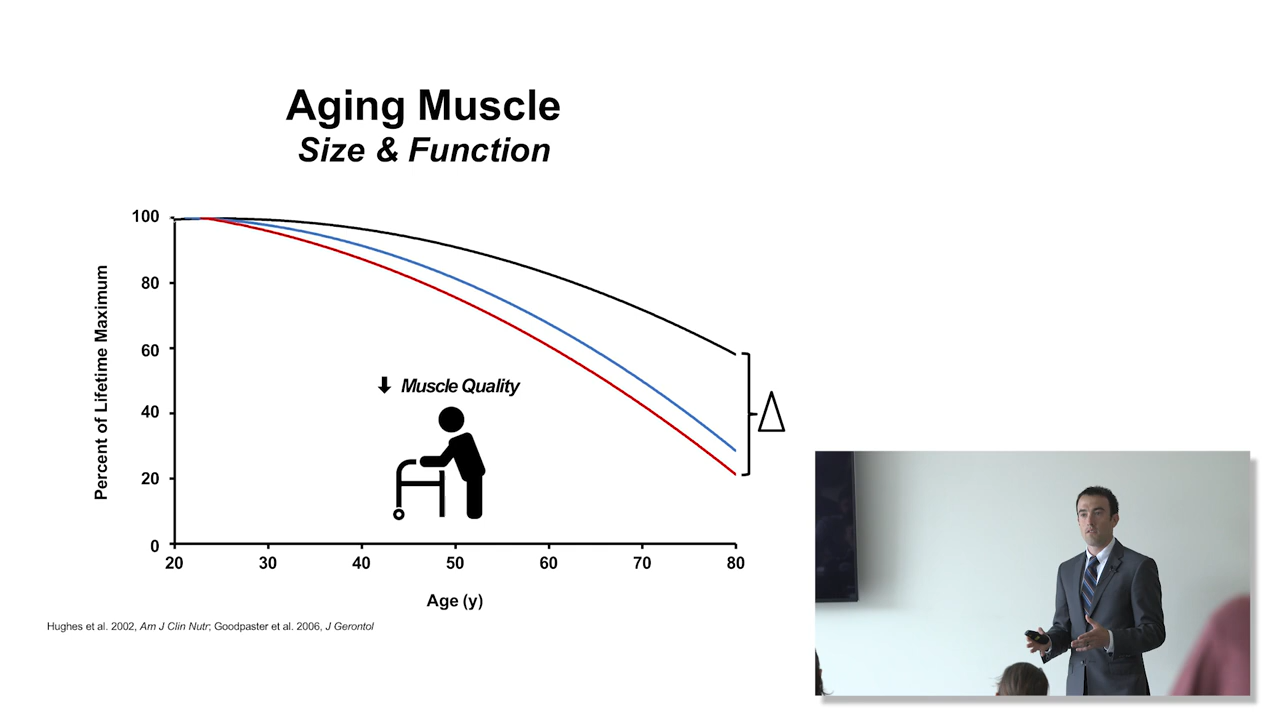 Aging Muscle
Size & Function
100
80
60
40
20
0
Percent of Lifetime Maximum
⬇ Muscle Quality
Δ
20 30 40 50 60 70 80
Age (y)
Hughes et al. 2002, Am J Clin Nutr; Goodpaster et al. 2006, J Gerontol